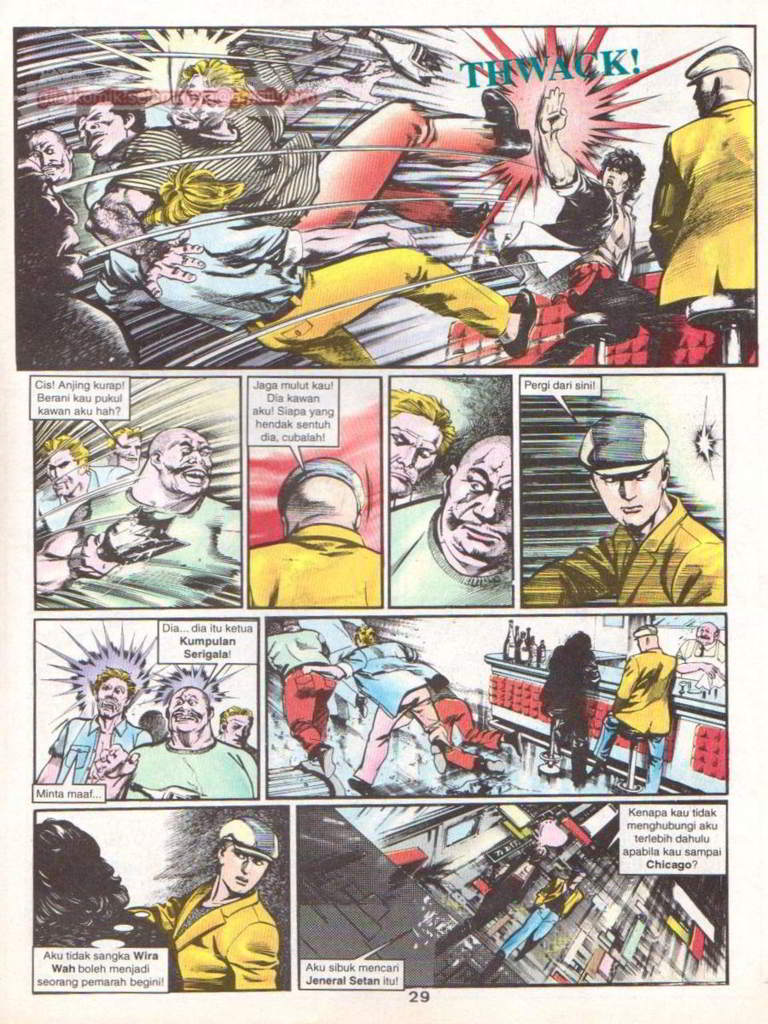 THWACK!
Cis! Anjing kurap!
Berani kau pukul
kawan aku hah?
Jaga mulut kau!
Dia kawan
aku! Siapa yang
hendak sentuh
dia, cubalah!
Pergi dari sini!
Dia... dia itu ketua
Kumpulan
Serigala!
Minta maaf...
Aku tidak sangka Wira
Wah boleh menjadi
seorang pemarah begini!
Kenapa kau tidak
menghubungi aku
terlebih dahulu
apabila kau sampai
Chicago?
Aku sibuk mencari
Jeneral Setan itu!
29